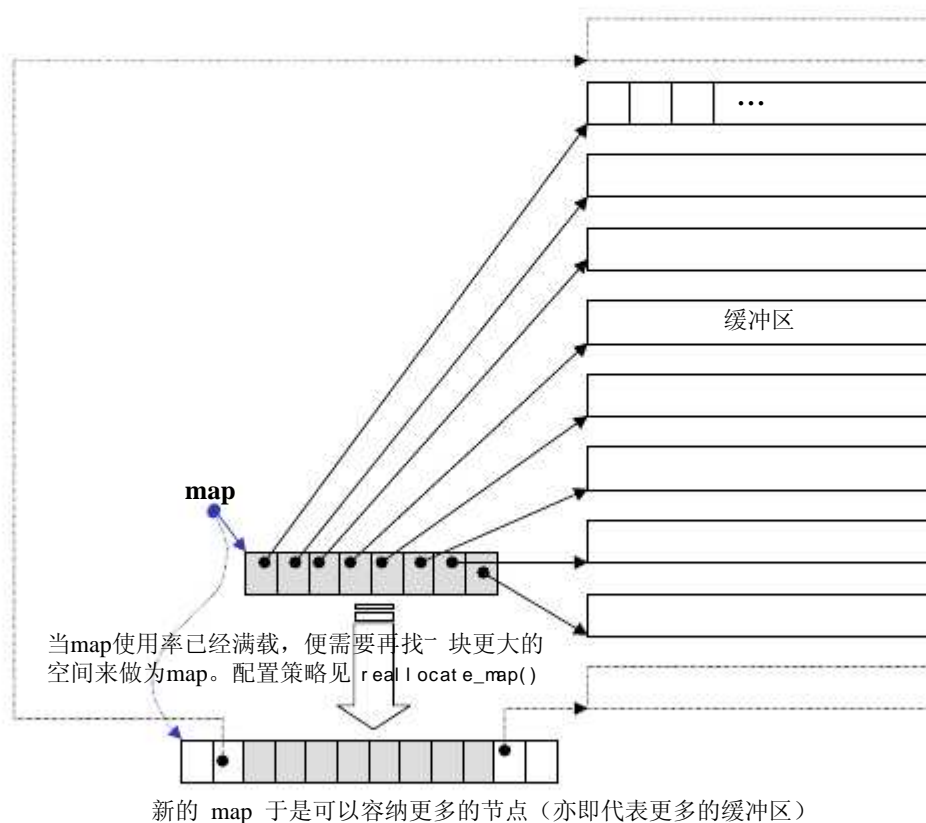 …
缓冲区
map
当map使用率已经满载，便需要再找一块更大的
空间来做为map。配置策略见 reallocate_map()
新的 map 于是可以容纳更多的节点（亦即代表更多的缓冲区）